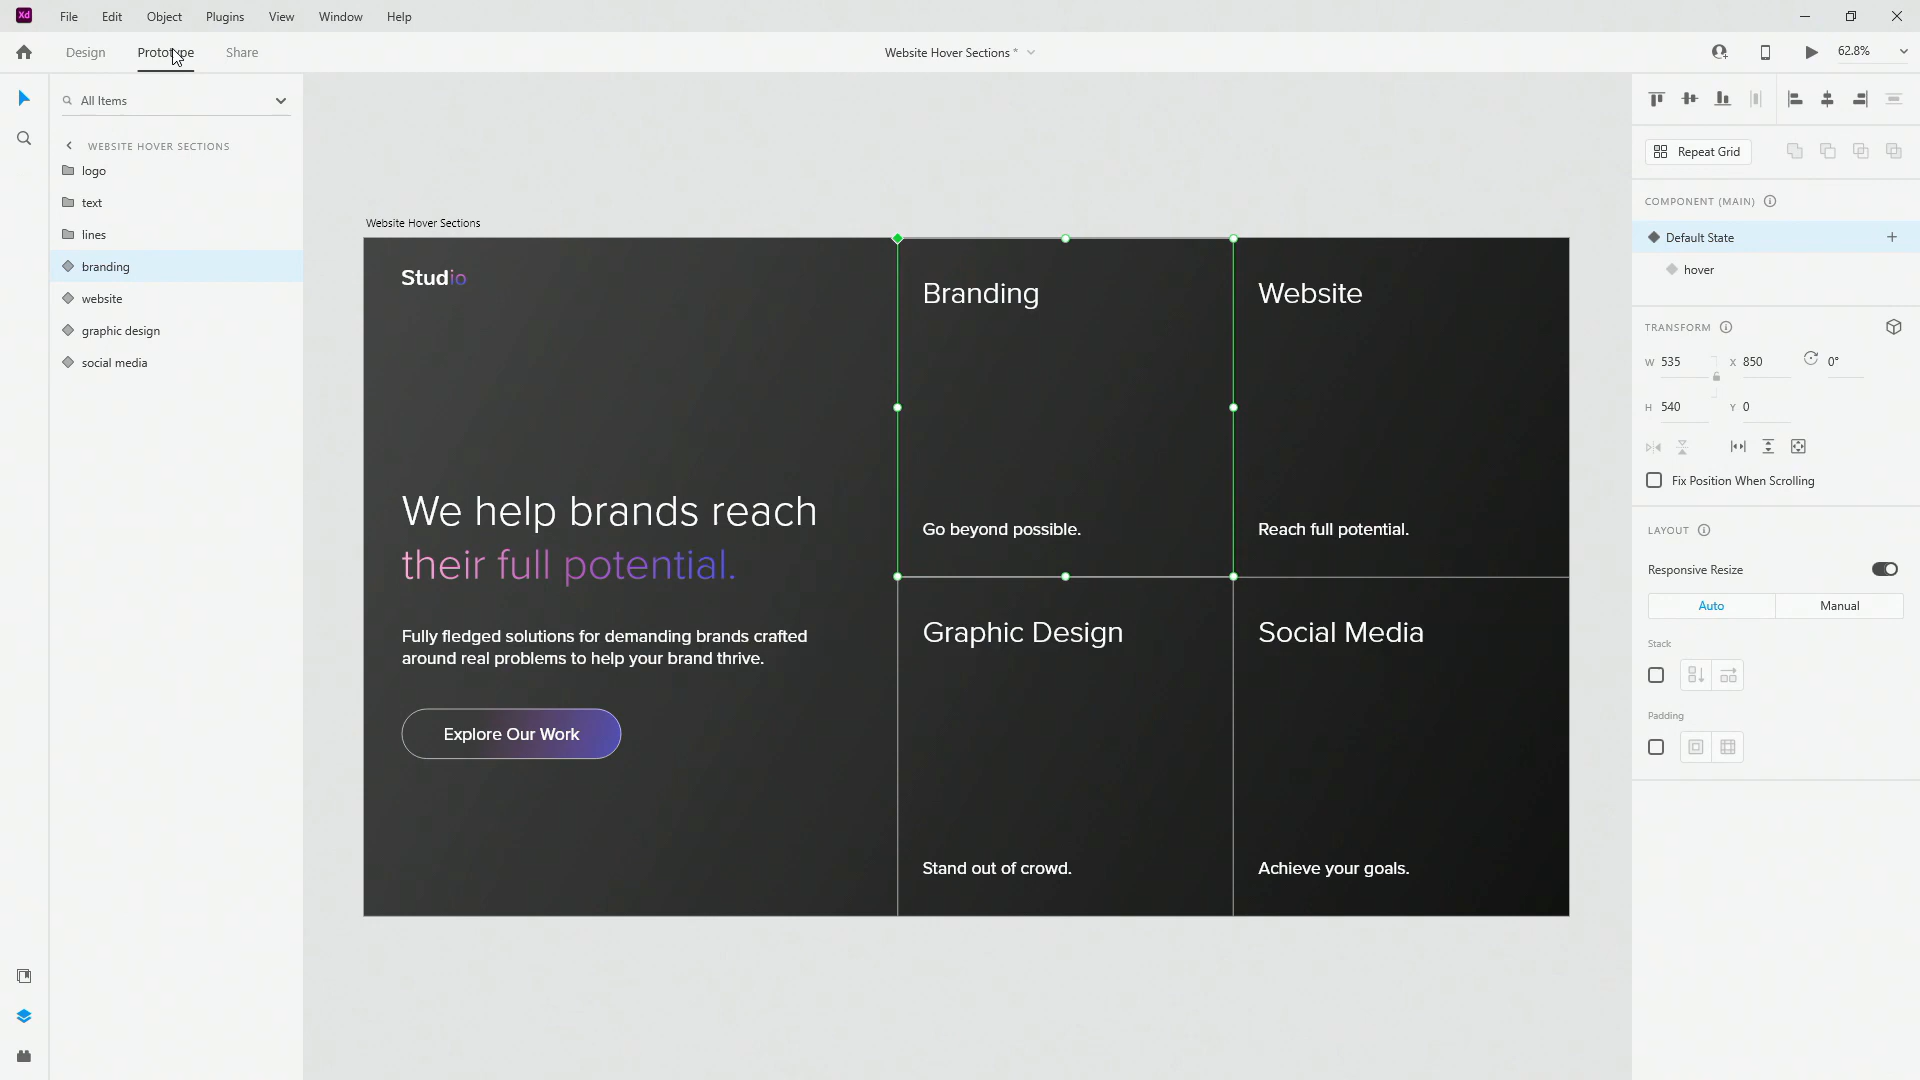 Xd File Edit Object Plugins View Window Help
Design Prototype Share Website Hover Sections * 62.8%
All Items
WEBSITE HOVER SECTIONS
logo
text
lines
branding
website
graphic design
social media
Website Hover Sections
Studio
We help brands reach
their full potential.
Fully fledged solutions for demanding brands crafted
around real problems to help your brand thrive.
Explore Our Work
Branding
Go beyond possible.
Website
Reach full potential.
Graphic Design
Stand out of crowd.
Social Media
Achieve your goals.
Repeat Grid
COMPONENT (MAIN)
Default State
hover
TRANSFORM
W 535 X 850 0°
H 540 Y 0
Fix Position When Scrolling
LAYOUT
Responsive Resize
Auto Manual
Stack
Padding